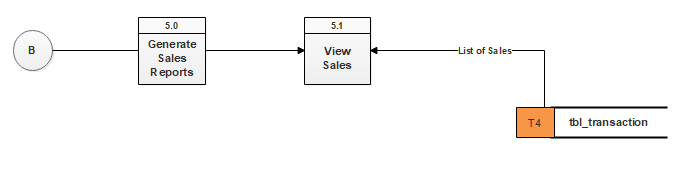 B
5.0
Generate
Sales
Reports
5.1
View
Sales
List of Sales
T4
tbl_transaction